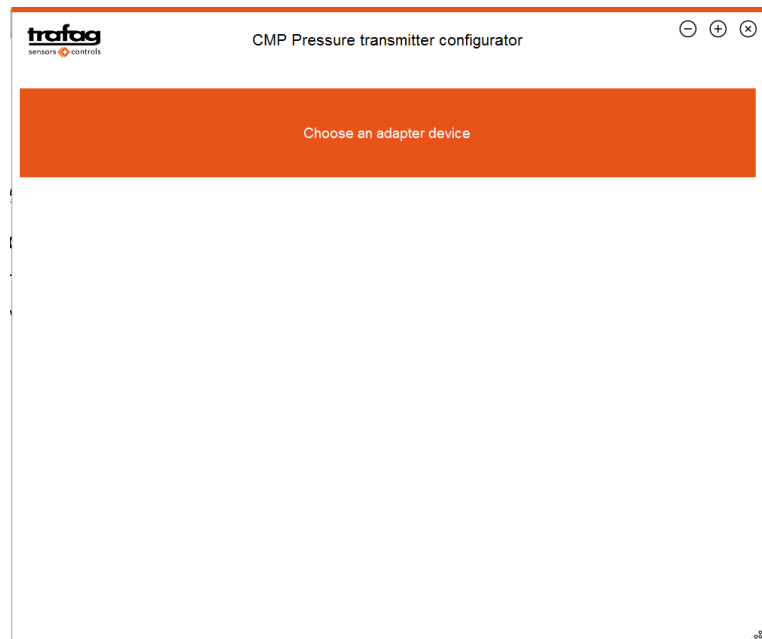 trafag
sensors controls
CMP Pressure transmitter configurator
Choose an adapter device